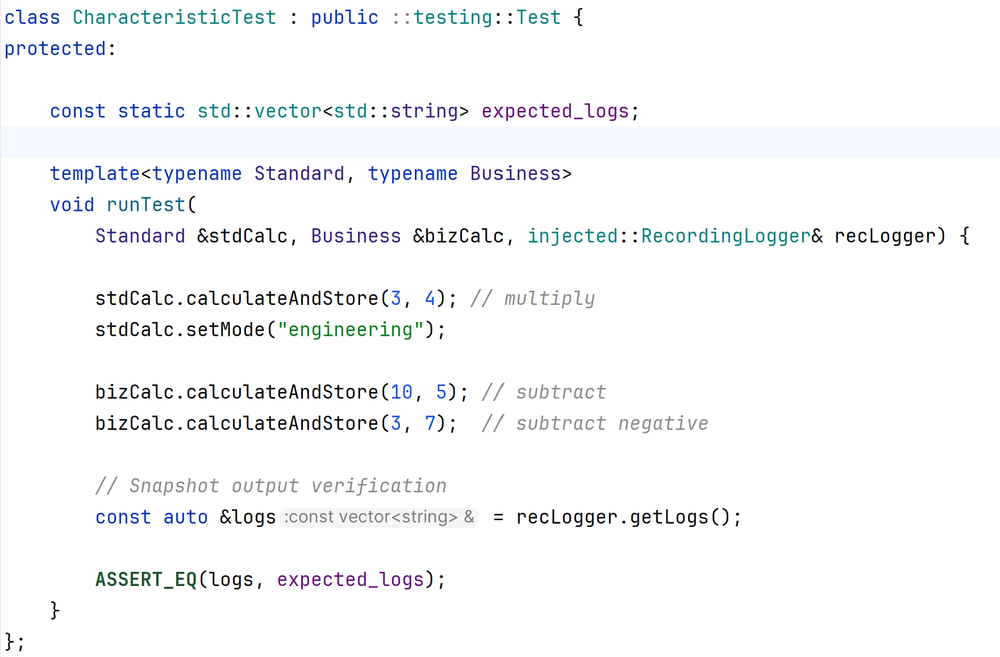 class CharacteristicTest : public ::testing::Test {
protected:
    const static std::vector<std::string> expected_logs;
    template<typename Standard, typename Business>
    void runTest(
        Standard &stdCalc, Business &bizCalc, injected::RecordingLogger& recLogger) {
        stdCalc.calculateAndStore(3, 4); // multiply
        stdCalc.setMode("engineering");
        bizCalc.calculateAndStore(10, 5); // subtract
        bizCalc.calculateAndStore(3, 7);  // subtract negative
        // Snapshot output verification
        const auto &logs :const vector<string> & = recLogger.getLogs();
        ASSERT_EQ(logs, expected_logs);
    }
};